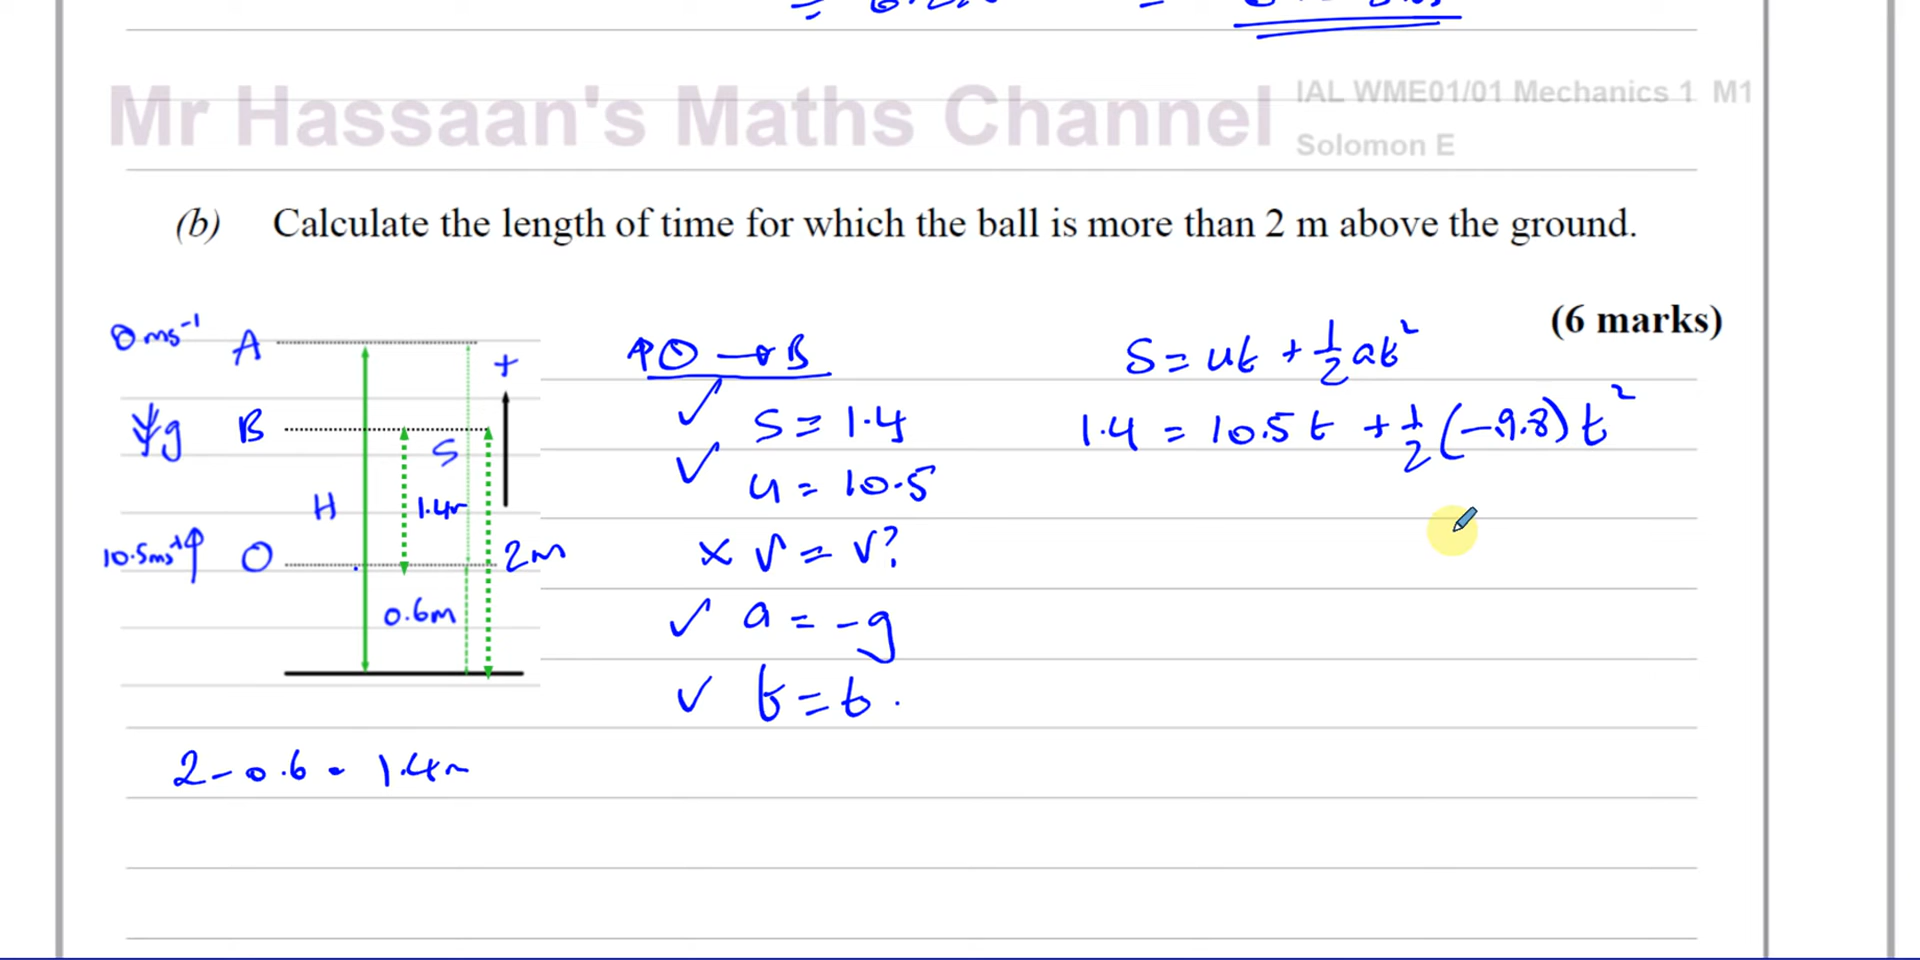 Mr Hassaan's Maths Channel
IAL WME01/01 Mechanics 1 M1
Solomon E
(b) Calculate the length of time for which the ball is more than 2 m above the ground.
(6 marks)
0 ms⁻¹ A
+
g B
S
H
1.4m
10.5ms⁻¹ ↑ O
2m
0.6m
2 - 0.6 = 1.4m
↑ O → B
✓ S = 1.4
✓ u = 10.5
× v = v?
✓ a = -g
✓ t = t.
S = ut + ½at²
1.4 = 10.5t + ½(-9.8)t²